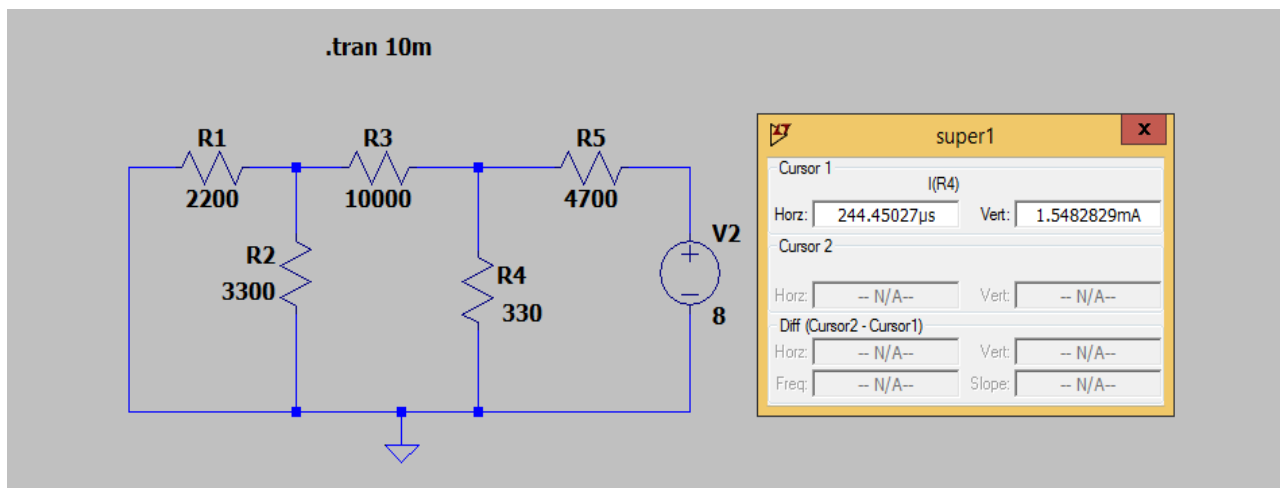 .tran 10m
R1
R3
R5
2200
10000
4700
R2
3300
R4
330
V2
8
super1
x
Cursor 1
I(R4)
Horz: 244.45027µs Vert: 1.5482829mA
Cursor 2
Horz: -- N/A-- Vert: -- N/A--
Diff (Cursor2 - Cursor1)
Horz: -- N/A-- Vert: -- N/A--
Freq: -- N/A-- Slope: -- N/A--